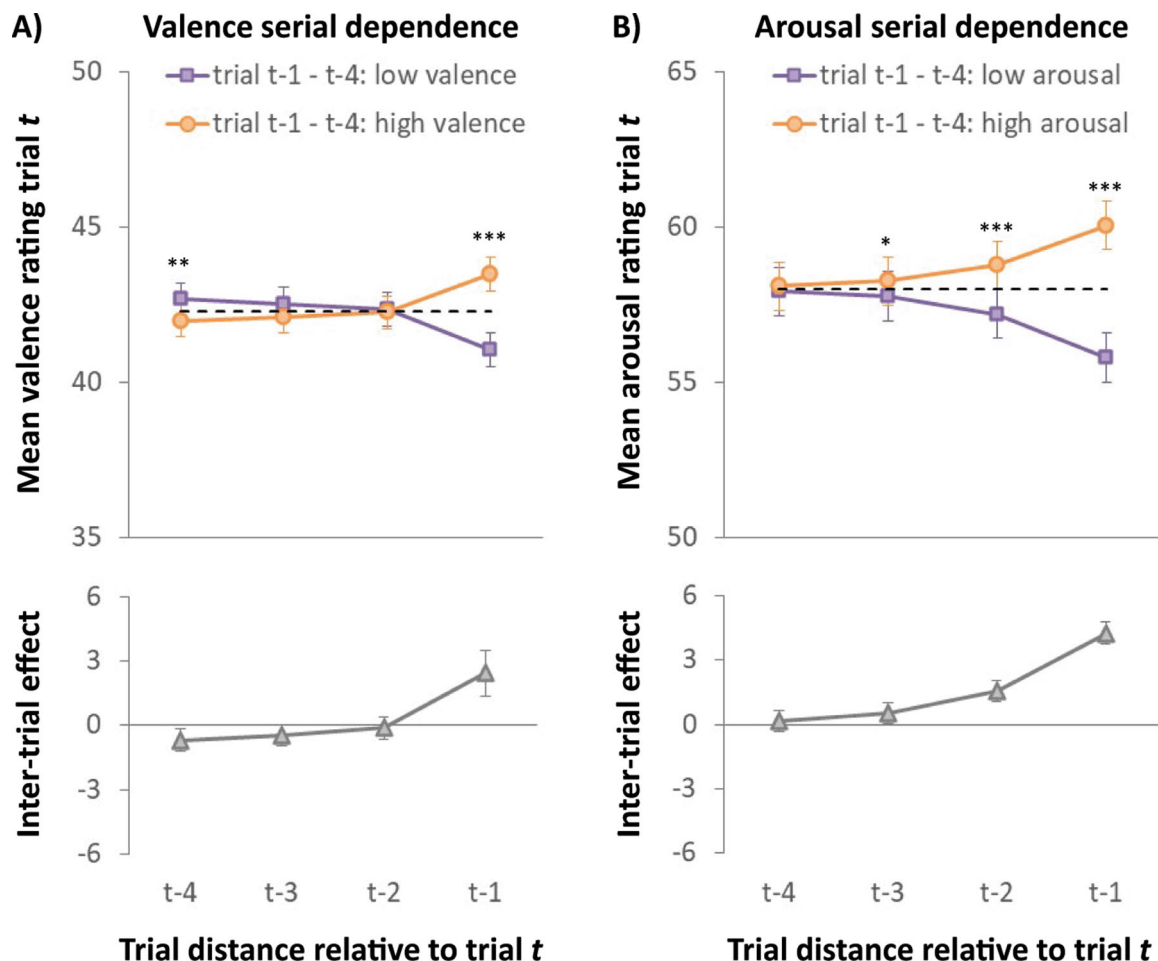 A) Valence serial dependence
50
trial t-1 - t-4: low valence
trial t-1 - t-4: high valence
Mean valence rating trial t
45
**
***
40
35
6
Inter-trial effect
3
0
-3
-6
t-4 t-3 t-2 t-1
Trial distance relative to trial t
B) Arousal serial dependence
65
trial t-1 - t-4: low arousal
trial t-1 - t-4: high arousal
Mean arousal rating trial t
60
*
***
***
55
50
6
Inter-trial effect
3
0
-3
-6
t-4 t-3 t-2 t-1
Trial distance relative to trial t